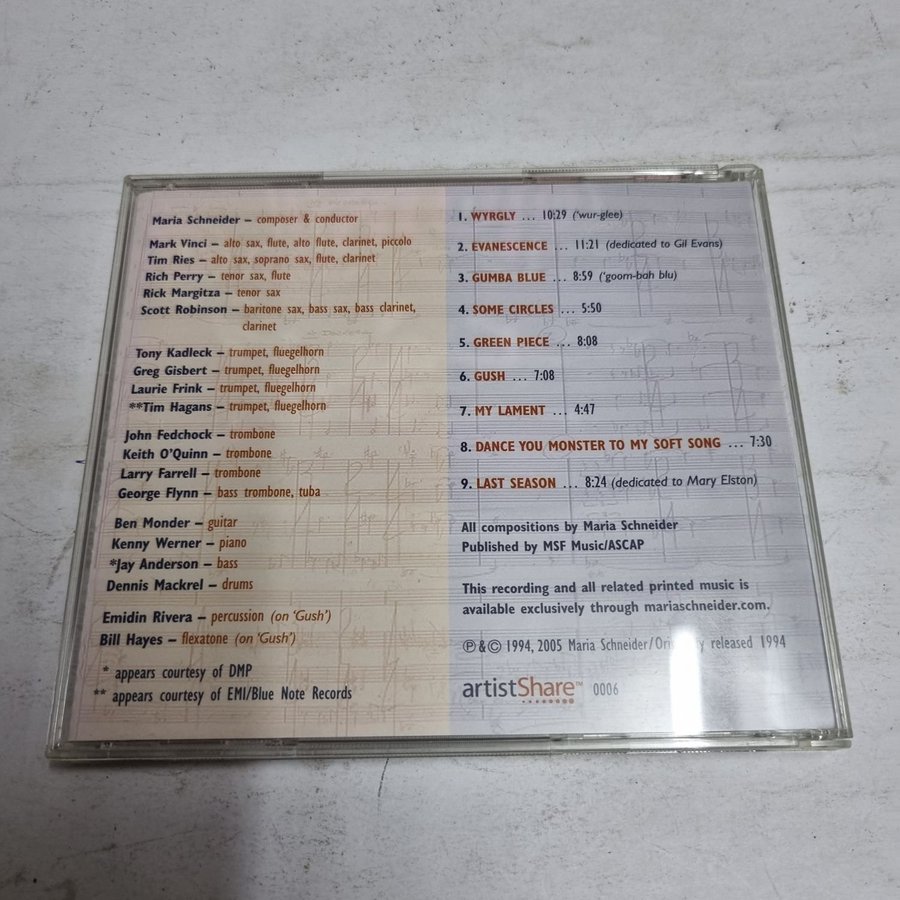 Maria Schneider – composer & conductor
Mark Vinci – alto sax, flute, alto flute, clarinet, piccolo
Tim Ries – alto sax, soprano sax, flute, clarinet
Rich Perry – tenor sax, flute
Rick Margitza – tenor sax
Scott Robinson – baritone sax, bass sax, bass clarinet,
clarinet
Tony Kadleck – trumpet, fluegelhorn
Greg Gisbert – trumpet, fluegelhorn
Laurie Frink – trumpet, fluegelhorn
**Tim Hagans – trumpet, fluegelhorn
John Fedchock – trombone
Keith O'Quinn – trombone
Larry Farrell – trombone
George Flynn – bass trombone, tuba
Ben Monder – guitar
Kenny Werner – piano
*Jay Anderson – bass
Dennis Mackrel – drums
Emidin Rivera – percussion (on 'Gush')
Bill Hayes – flexatone (on 'Gush')
* appears courtesy of DMP
** appears courtesy of EMI/Blue Note Records
1. WYRGLY ... 10:29 ('wur-glee)
2. EVANESCENCE ... 11:21 (dedicated to Gil Evans)
3. GUMBA BLUE ... 8:59 ('goom-bah blu)
4. SOME CIRCLES ... 5:50
5. GREEN PIECE ... 8:08
6. GUSH ... 7:08
7. MY LAMENT ... 4:47
8. DANCE YOU MONSTER TO MY SOFT SONG ... 7:30
9. LAST SEASON ... 8:24 (dedicated to Mary Elston)
All compositions by Maria Schneider
Published by MSF Music/ASCAP
This recording and all related printed music is
available exclusively through mariaschneider.com.
℗&© 1994, 2005 Maria Schneider/Originally released 1994
artistShare™ 0006